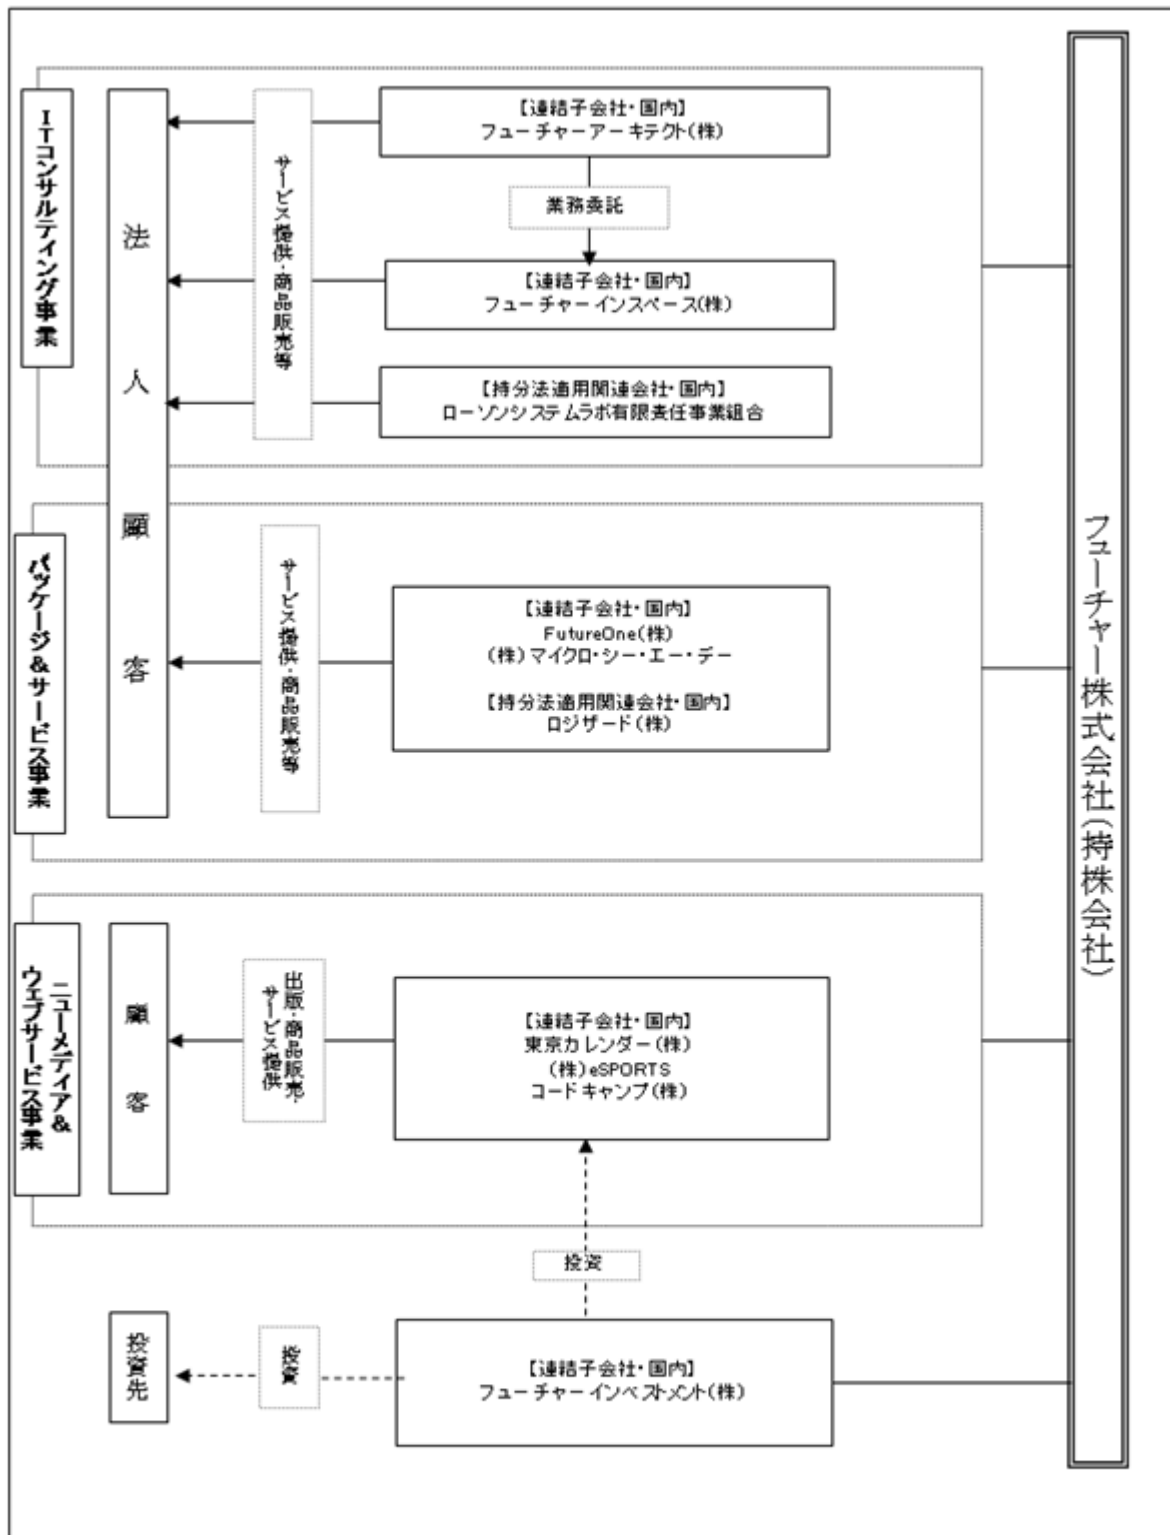 ITコンサルティング事業
法人顧客
サービス提供・商品販売等
【連結子会社・国内】
フューチャーアーキテクト(株)
業務委託
【連結子会社・国内】
フューチャーインスペース(株)
【持分法適用関連会社・国内】
ローソンシステムラボ有限責任事業組合
パッケージ&サービス事業
サービス提供・商品販売等
【連結子会社・国内】
FutureOne(株)
(株)マイクロ・シー・エー・デー
【持分法適用関連会社・国内】
ロジザード(株)
ニューメディア&
ウェブサービス事業
顧客
出版・商品販売・
サービス提供
【連結子会社・国内】
東京カレンダー(株)
(株)eSPORTS
コードキャンプ(株)
投資
投資先
投資
【連結子会社・国内】
フューチャーインベストメント(株)
フューチャー株式会社(持株会社)